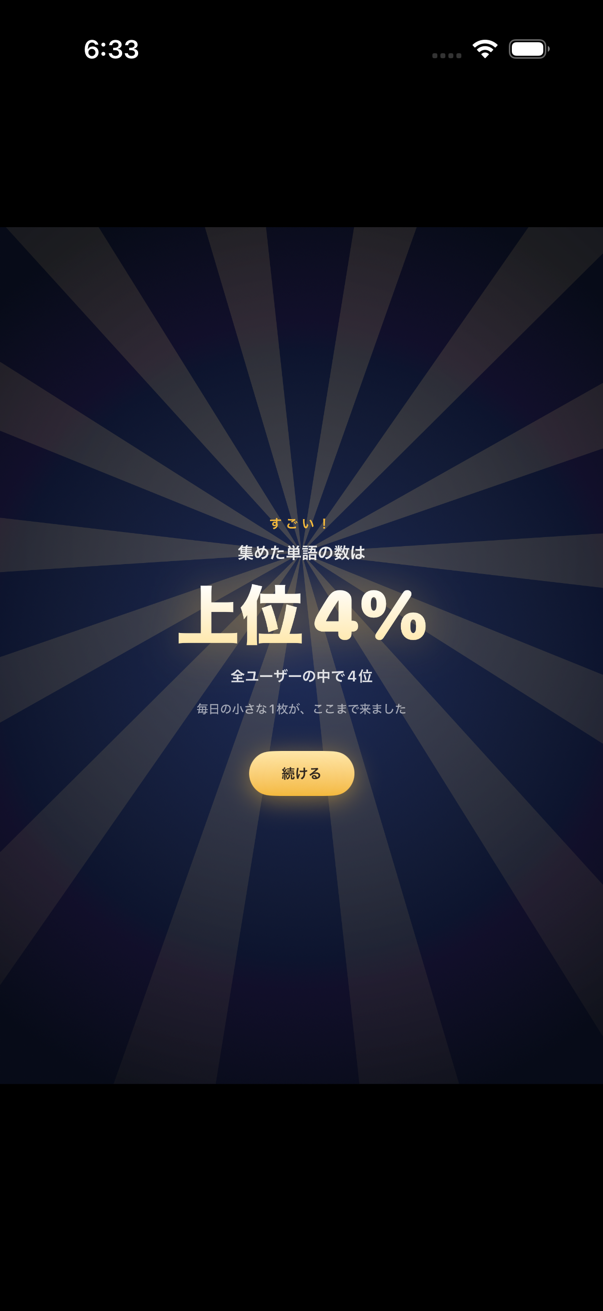 6:33
すごい！
集めた単語の数は
上位 4%
全ユーザーの中で4位
毎日の小さな1枚が、ここまで来ました
続ける